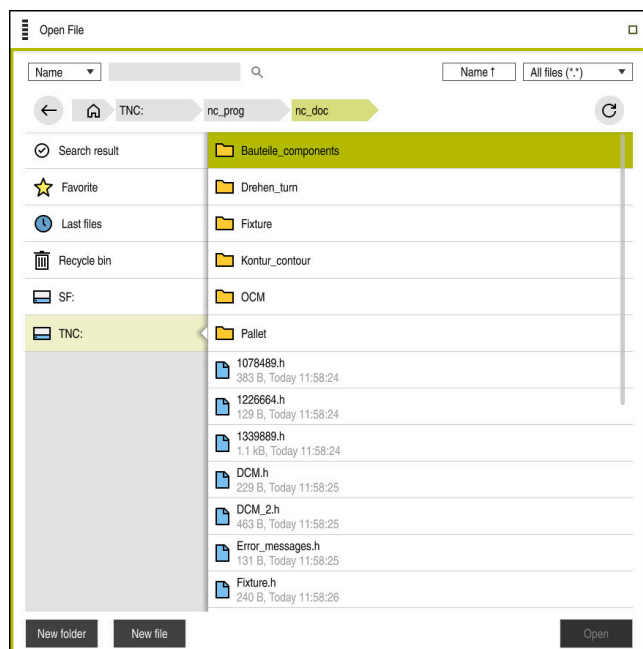 Open File
Name
Name ↑
All files (*.*)
TNC:
nc_prog
nc_doc
Search result
Favorite
Last files
Recycle bin
SF:
TNC:
Bauteile_components
Drehen_turn
Fixture
Kontur_contour
OCM
Pallet
1078489.h
383 B, Today 11:58:24
1226664.h
129 B, Today 11:58:24
1339889.h
1.1 kB, Today 11:58:24
DCM.h
229 B, Today 11:58:25
DCM_2.h
463 B, Today 11:58:25
Error_messages.h
131 B, Today 11:58:25
Fixture.h
240 B, Today 11:58:26
New folder
New file
Open